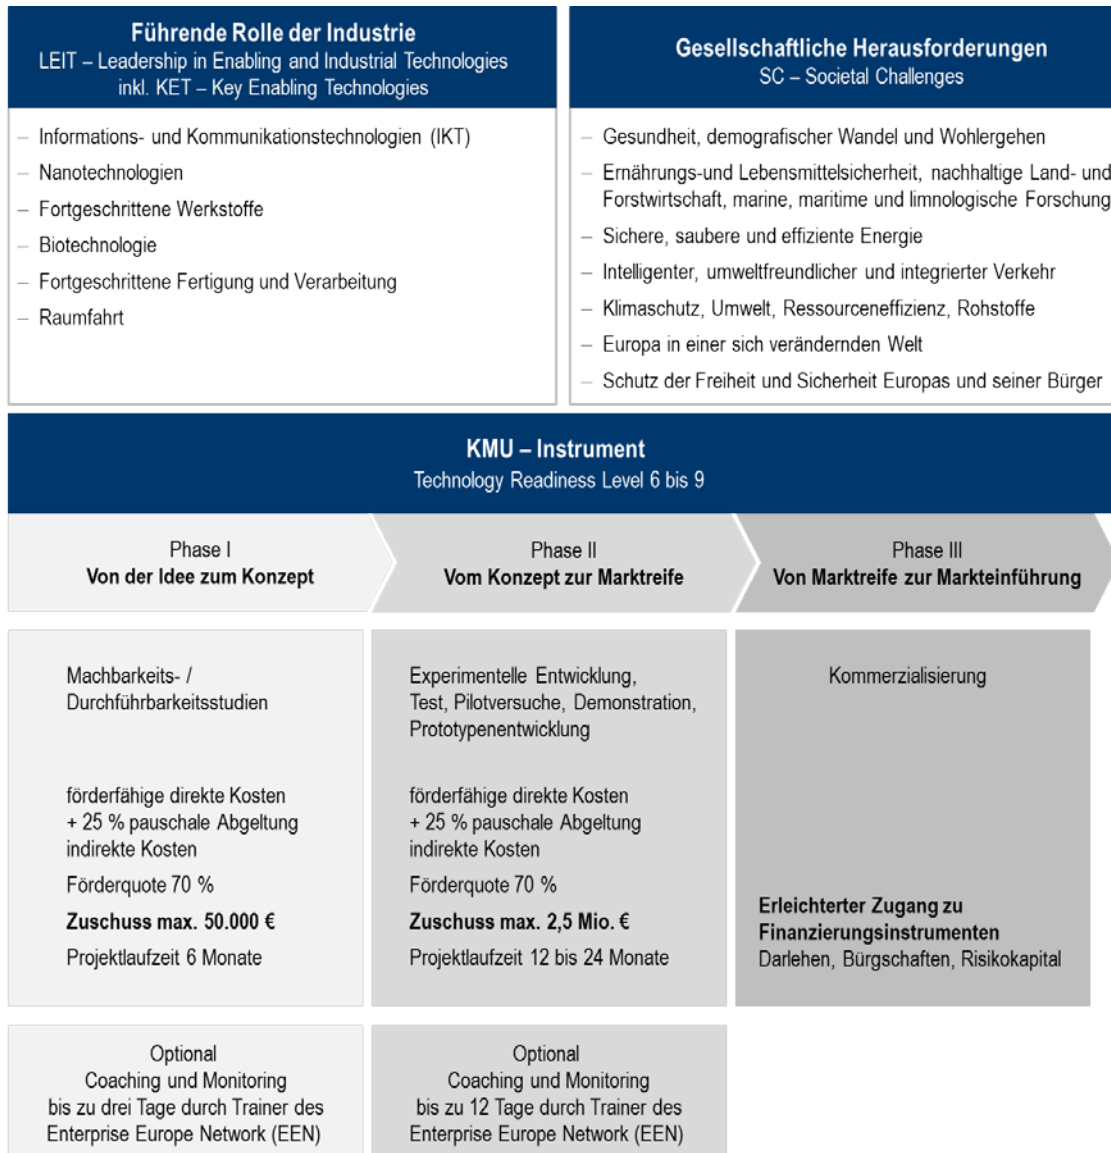 Führende Rolle der Industrie
LEIT – Leadership in Enabling and Industrial Technologies
inkl. KET – Key Enabling Technologies
– Informations- und Kommunikationstechnologien (IKT)
– Nanotechnologien
– Fortgeschrittene Werkstoffe
– Biotechnologie
– Fortgeschrittene Fertigung und Verarbeitung
– Raumfahrt
Gesellschaftliche Herausforderungen
SC – Societal Challenges
– Gesundheit, demografischer Wandel und Wohlergehen
– Ernährungs-und Lebensmittelsicherheit, nachhaltige Land- und
Forstwirtschaft, marine, maritime und limnologische Forschung
– Sichere, saubere und effiziente Energie
– Intelligenter, umweltfreundlicher und integrierter Verkehr
– Klimaschutz, Umwelt, Ressourceneffizienz, Rohstoffe
– Europa in einer sich verändernden Welt
– Schutz der Freiheit und Sicherheit Europas und seiner Bürger
KMU – Instrument
Technology Readiness Level 6 bis 9
Phase I
Von der Idee zum Konzept
Phase II
Vom Konzept zur Marktreife
Phase III
Von Marktreife zur Markteinführung
Machbarkeits- /
Durchführbarkeitsstudien
förderfähige direkte Kosten
+ 25 % pauschale Abgeltung
indirekte Kosten
Förderquote 70 %
Zuschuss max. 50.000 €
Projektlaufzeit 6 Monate
Experimentelle Entwicklung,
Test, Pilotversuche, Demonstration,
Prototypenentwicklung
förderfähige direkte Kosten
+ 25 % pauschale Abgeltung
indirekte Kosten
Förderquote 70 %
Zuschuss max. 2,5 Mio. €
Projektlaufzeit 12 bis 24 Monate
Kommerzialisierung
Erleichterter Zugang zu
Finanzierungsinstrumenten
Darlehen, Bürgschaften, Risikokapital
Optional
Coaching und Monitoring
bis zu drei Tage durch Trainer des
Enterprise Europe Network (EEN)
Optional
Coaching und Monitoring
bis zu 12 Tage durch Trainer des
Enterprise Europe Network (EEN)